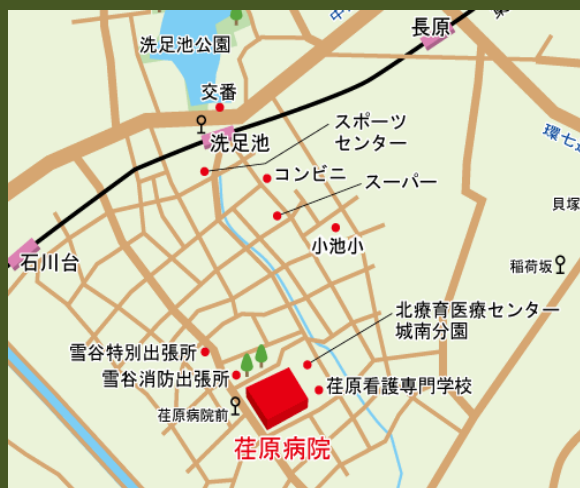 長原
洗足池公園
交番
洗足池
スポーツ
センター
コンビニ
スーパー
小池小
石川台
環七通
貝塚
稲荷坂
北療育医療センター
城南分園
雪谷特別出張所
雪谷消防出張所
荏原看護専門学校
荏原病院前
荏原病院